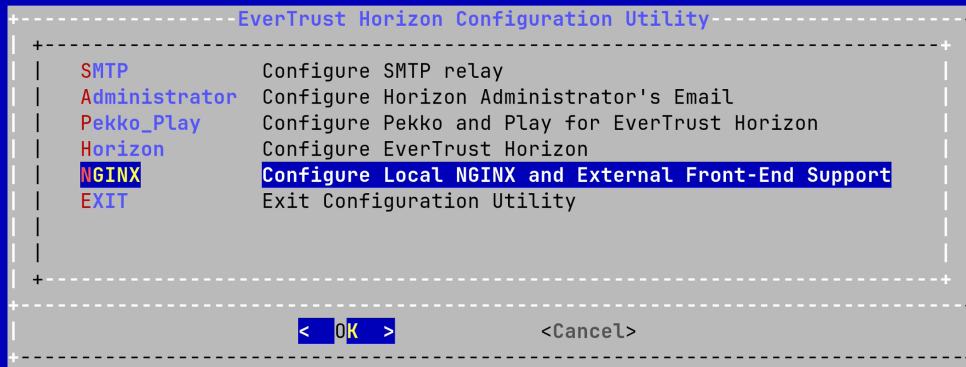 EverTrust Horizon Configuration Utility
SMTP Configure SMTP relay
Administrator Configure Horizon Administrator's Email
Pekko_Play Configure Pekko and Play for EverTrust Horizon
Horizon Configure EverTrust Horizon
NGINX Configure Local NGINX and External Front-End Support
EXIT Exit Configuration Utility
< OK > <Cancel>